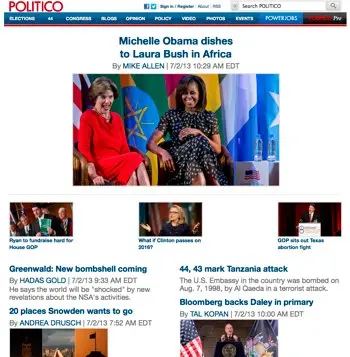 POLITICO
Sign in / Register | About | RSS
Search POLITICO
ELECTIONS 44 CONGRESS POLICY VIDEO PHOTOS EVENTS OPINION POWERJOBS POLITICO Pro
Michelle Obama dishes
to Laura Bush in Africa
By MIKE ALLEN | 7/2/13 10:29 AM EDT
Ryan to fundraise hard for
House GOP
What if Clinton passes on
2016?
GOP sits out Texas
abortion fight
Greenwald: New bombshell coming
By HADAS GOLD | 7/2/13 9:33 AM EDT
He says the world will be "shocked" by new
revelations about the NSA's activities.
20 places Snowden wants to go
By ANDREA DRUSCH | 7/2/13 7:52 AM EDT
44, 43 mark Tanzania attack
The U.S. Embassy in the country was bombed on
Aug. 7, 1998, by Al Qaeda in a terrorist attack.
Bloomberg backs Daley in primary
By TAL KOPAN | 7/2/13 10:00 AM EDT